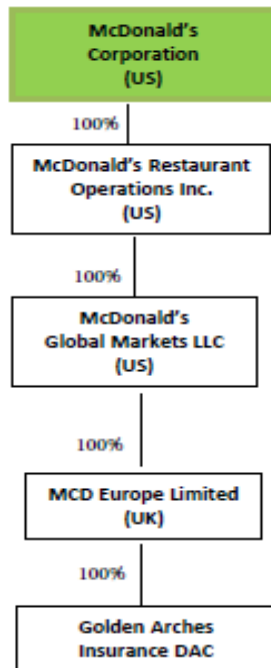 McDonald's
Corporation
(US)
100%
McDonald's Restaurant
Operations Inc.
(US)
100%
McDonald's
Global Markets LLC
(US)
100%
MCD Europe Limited
(UK)
100%
Golden Arches
Insurance DAC